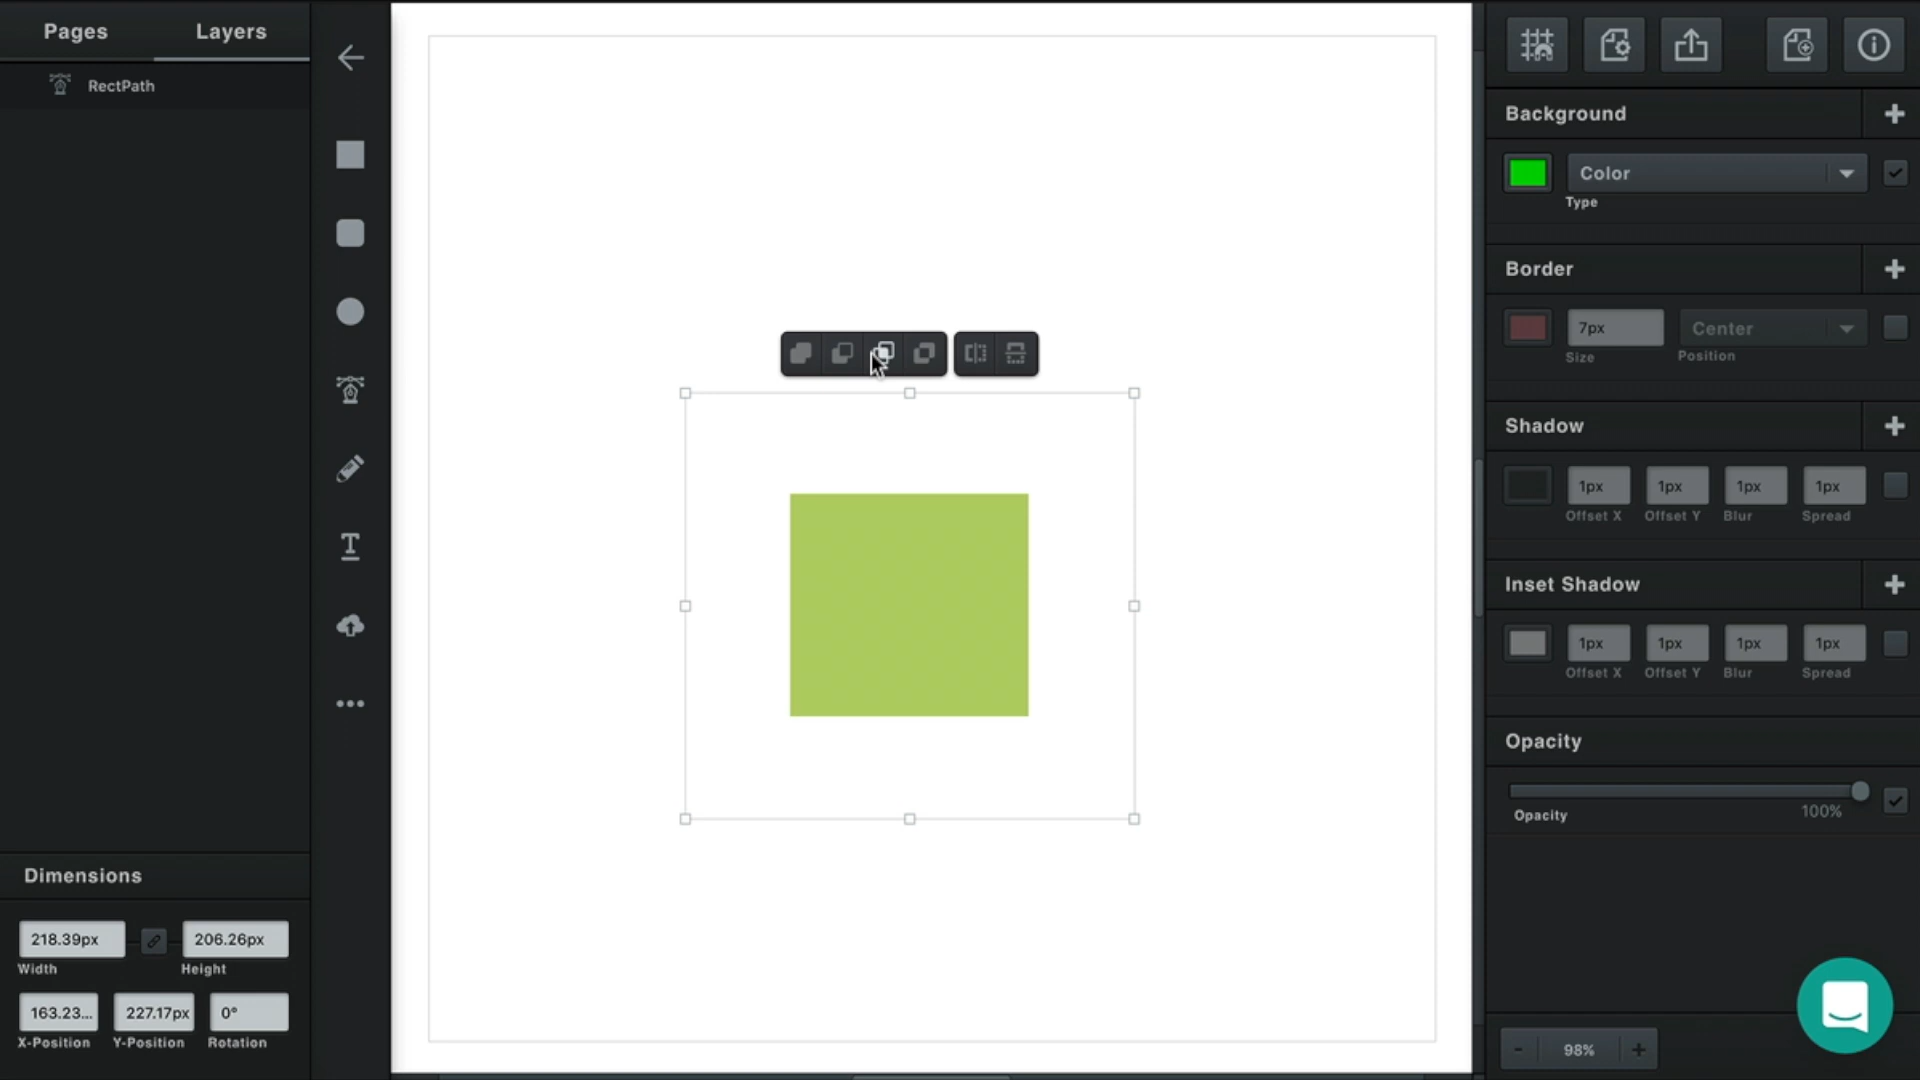 Pages
Layers
RectPath
Background
Color
Type
Border
7px
Center
Size
Position
Shadow
1px
1px
1px
1px
Offset X
Offset Y
Blur
Spread
Inset Shadow
1px
1px
1px
1px
Offset X
Offset Y
Blur
Spread
Opacity
Opacity
100%
Dimensions
218.39px
206.26px
Width
Height
163.23...
227.17px
0°
X-Position
Y-Position
Rotation
- 98% +